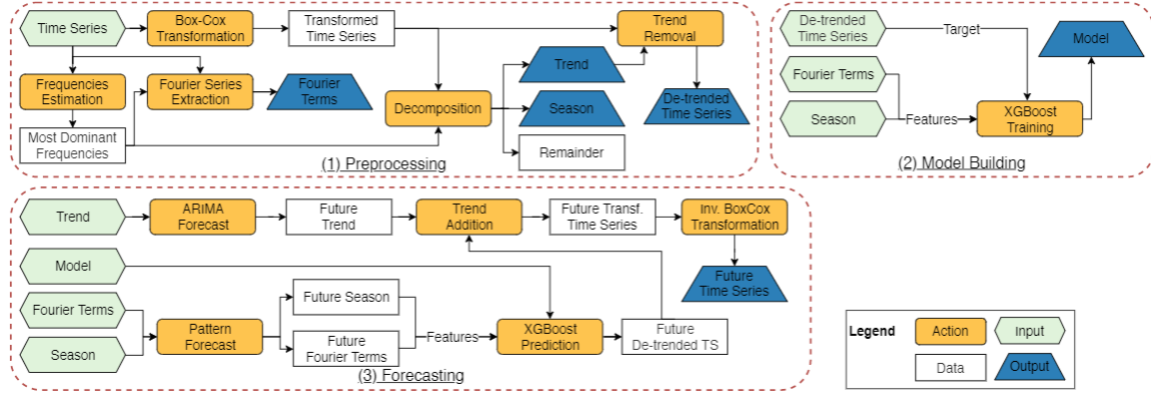 Time Series
Box-Cox
Transformation
Transformed
Time Series
Trend
Removal
Frequencies
Estimation
Fourier Series
Extraction
Fourier
Terms
Decomposition
Trend
Season
Remainder
De-trended
Time Series
Most Dominant
Frequencies
(1) Preprocessing
De-trended
Time Series
Target
Model
Fourier Terms
Season
Features
XGBoost
Training
(2) Model Building
Trend
ARIMA
Forecast
Future
Trend
Trend
Addition
Future Transf.
Time Series
Inv. BoxCox
Transformation
Model
Future
Time Series
Fourier Terms
Season
Pattern
Forecast
Future Season
Future
Fourier Terms
Features
XGBoost
Prediction
Future
De-trended TS
(3) Forecasting
Legend
Action
Input
Data
Output